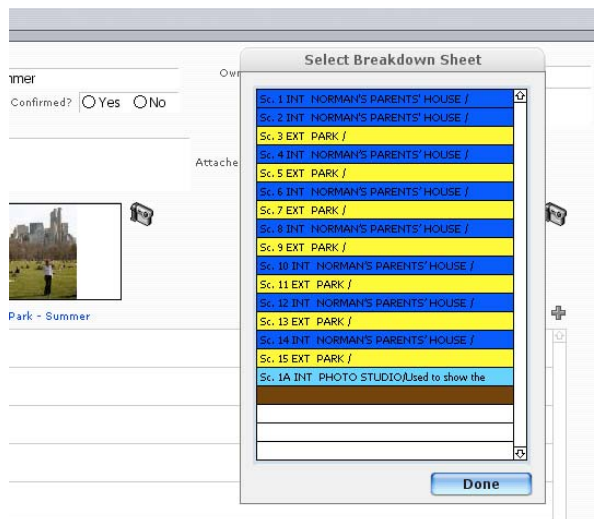 Select Breakdown Sheet
mmer
Own
Confirmed? Yes No
Attache
Park - Summer
Sc. 1 INT NORMAN'S PARENTS' HOUSE /
Sc. 2 INT NORMAN'S PARENTS' HOUSE /
Sc. 3 EXT PARK /
Sc. 4 INT NORMAN'S PARENTS' HOUSE /
Sc. 5 EXT PARK /
Sc. 6 INT NORMAN'S PARENTS' HOUSE /
Sc. 7 EXT PARK /
Sc. 8 INT NORMAN'S PARENTS' HOUSE /
Sc. 9 EXT PARK /
Sc. 10 INT NORMAN'S PARENTS' HOUSE /
Sc. 11 EXT PARK /
Sc. 12 INT NORMAN'S PARENTS' HOUSE /
Sc. 13 EXT PARK /
Sc. 14 INT NORMAN'S PARENTS' HOUSE /
Sc. 15 EXT PARK /
Sc. 1A INT PHOTO STUDIO/Used to show the
Done